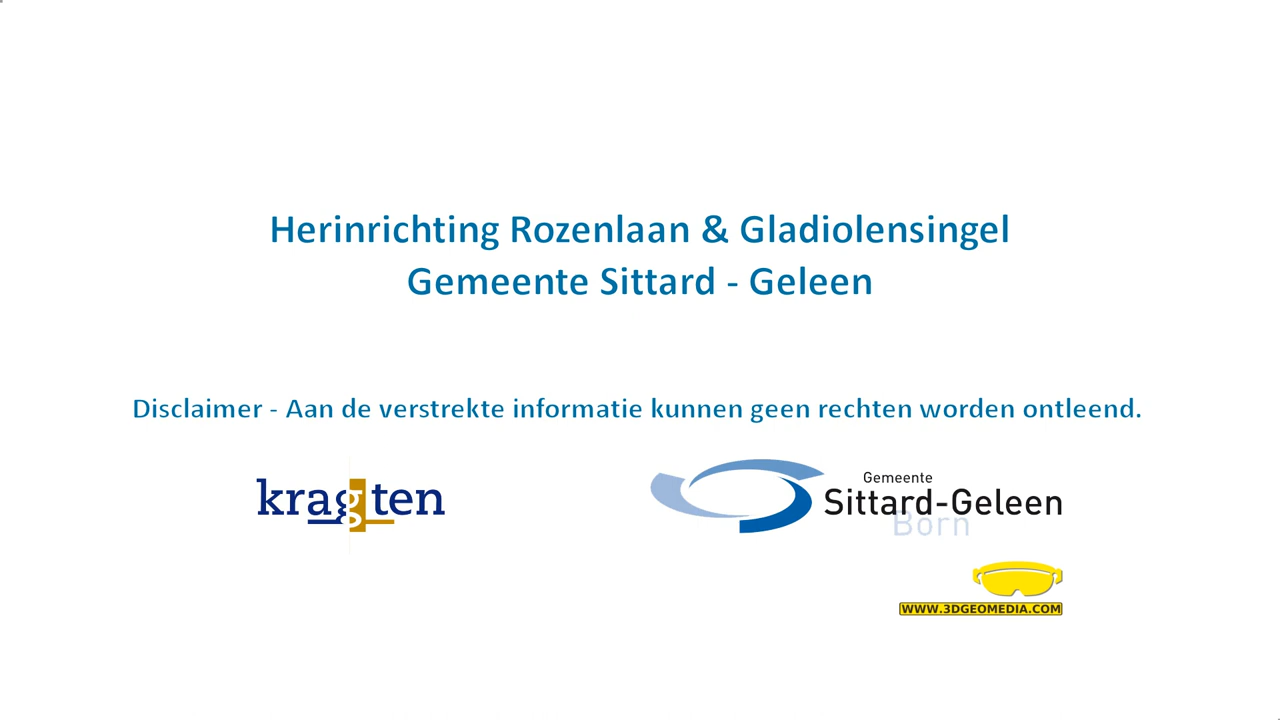 Herinrichting Rozenlaan & Gladiolensingel
Gemeente Sittard - Geleen
Disclaimer - Aan de verstrekte informatie kunnen geen rechten worden ontleend.
kragten
Gemeente
Sittard-Geleen
Born
WWW.3DGEOMEDIA.COM